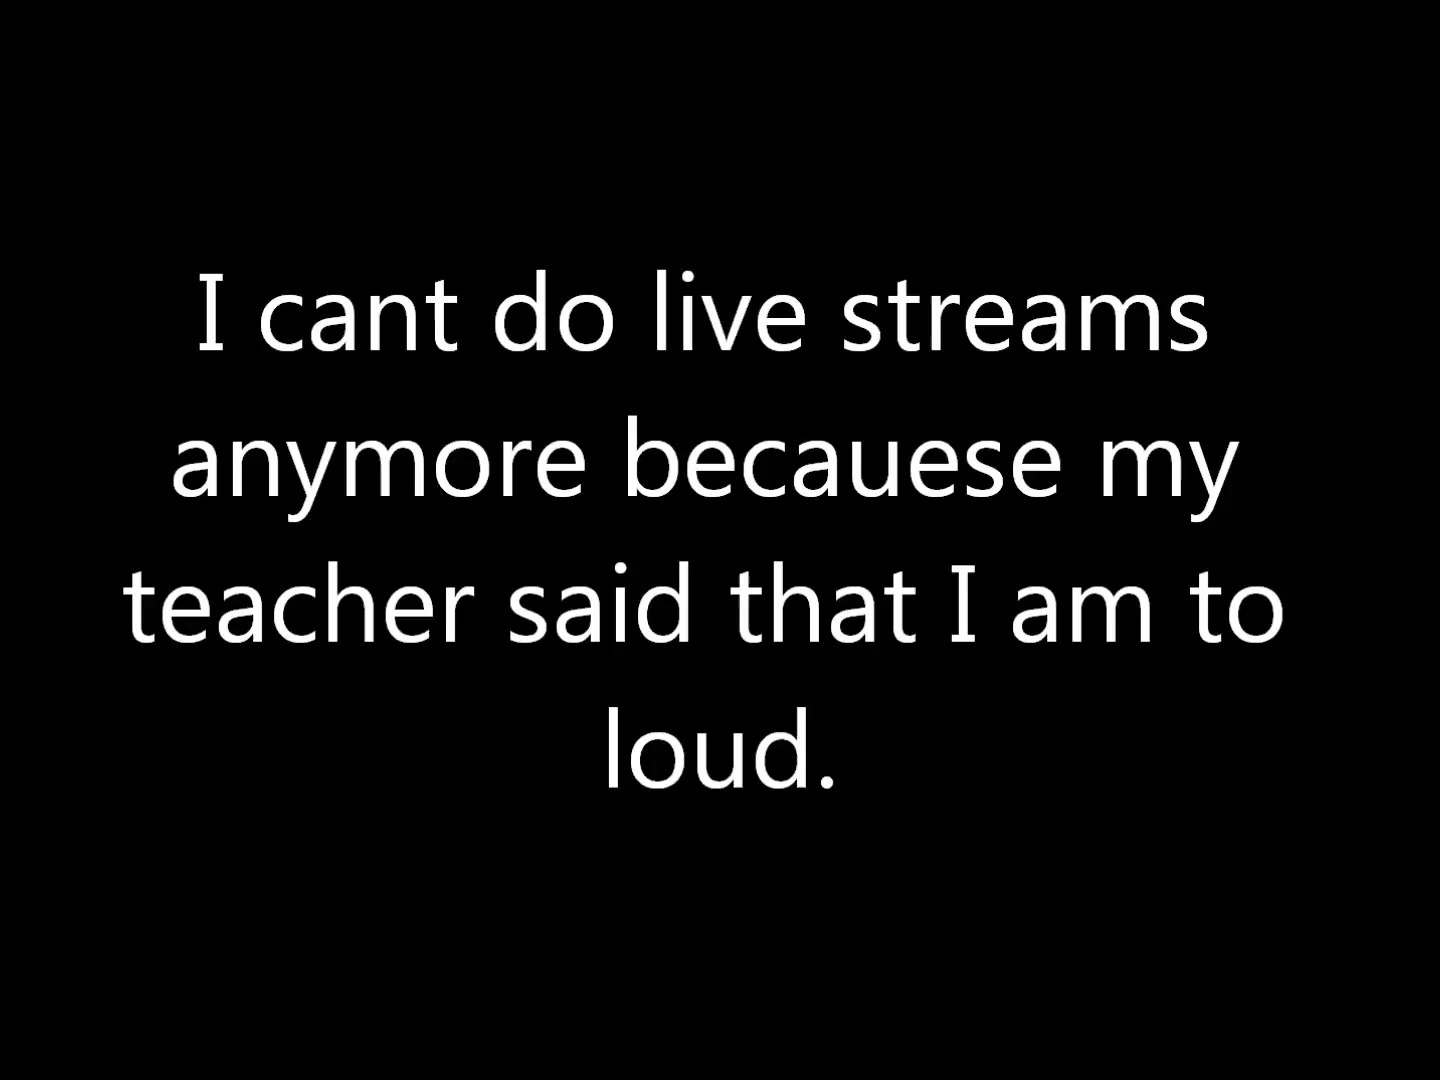 I cant do live streams
anymore becauese my
teacher said that I am to
loud.